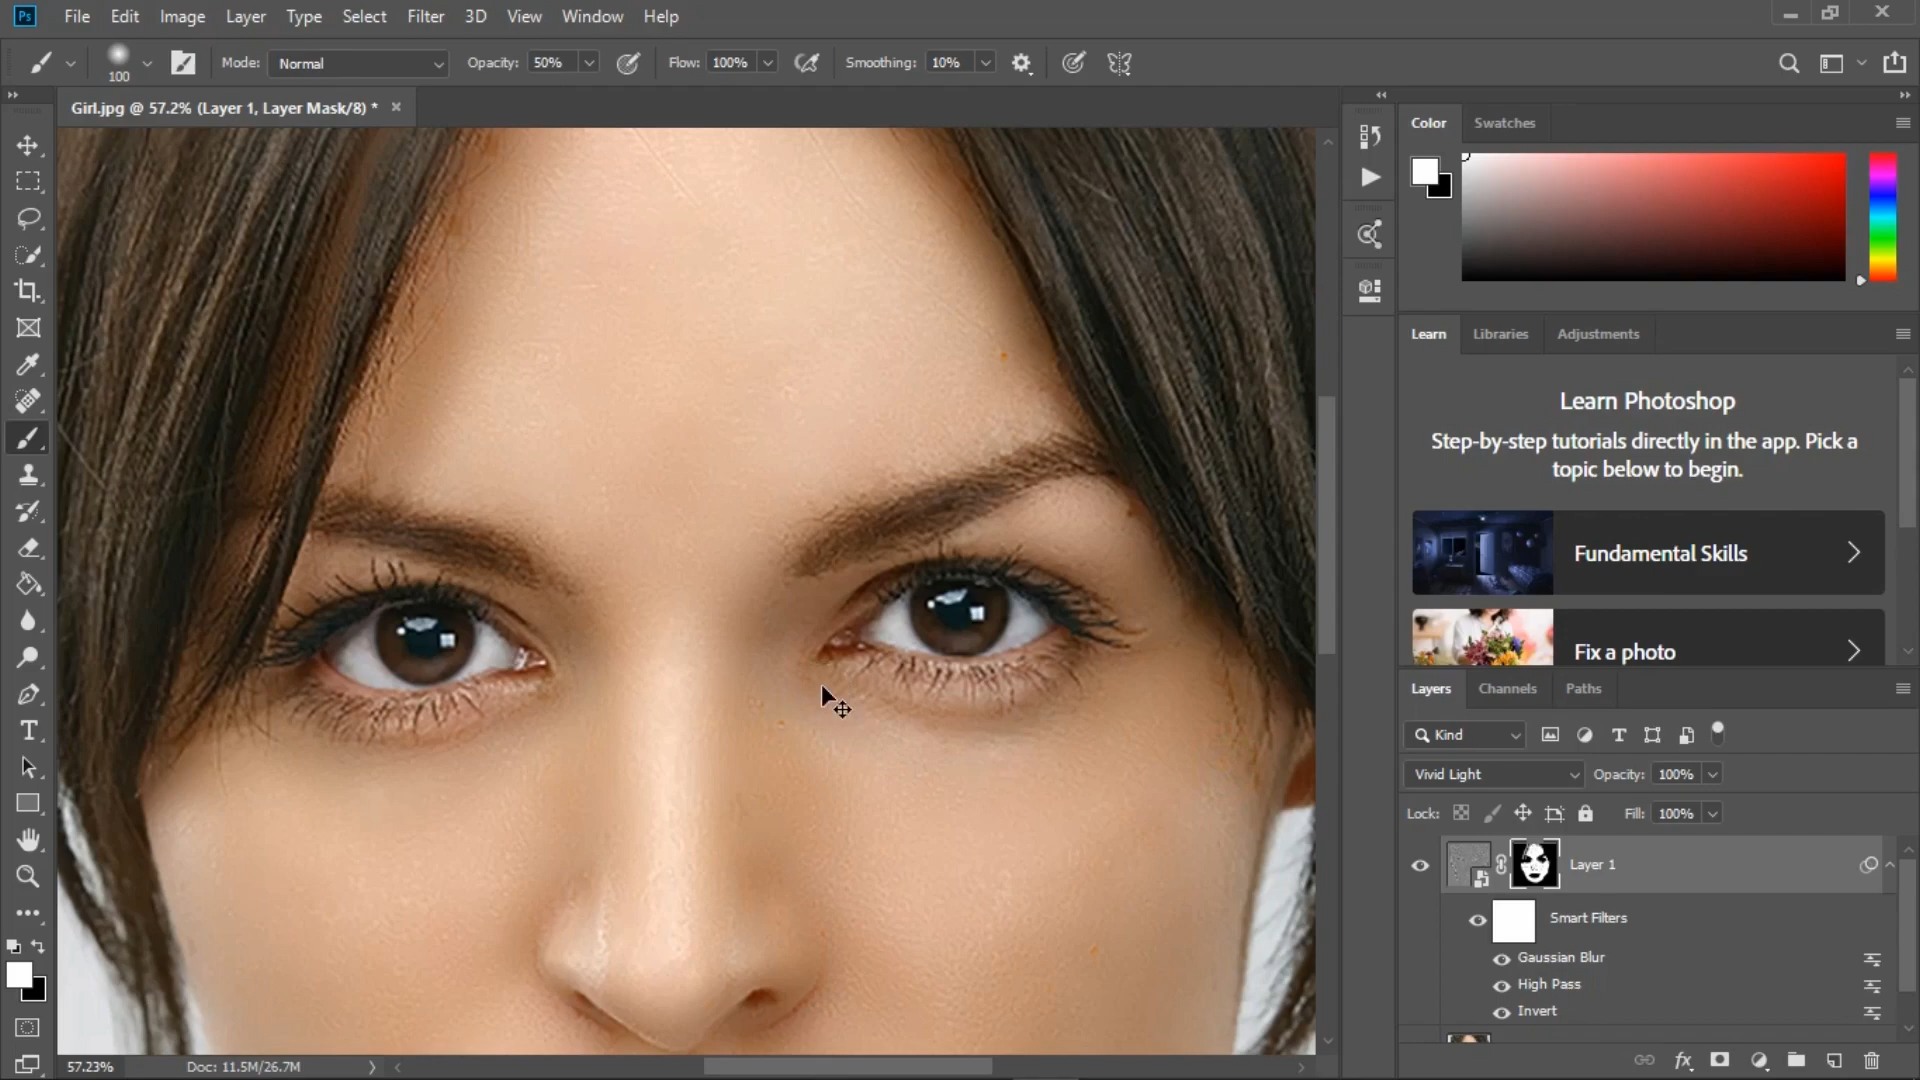 Ps File Edit Image Layer Type Select Filter 3D View Window Help
100 Mode: Normal Opacity: 50% Flow: 100% Smoothing: 10%
Girl.jpg @ 57.2% (Layer 1, Layer Mask/8) *
Color Swatches
Learn Libraries Adjustments
Learn Photoshop
Step-by-step tutorials directly in the app. Pick a
topic below to begin.
Fundamental Skills
Fix a photo
Layers Channels Paths
Kind
Vivid Light Opacity: 100%
Lock: Fill: 100%
Layer 1
Smart Filters
Gaussian Blur
High Pass
Invert
57.23% Doc: 11.5M/26.7M